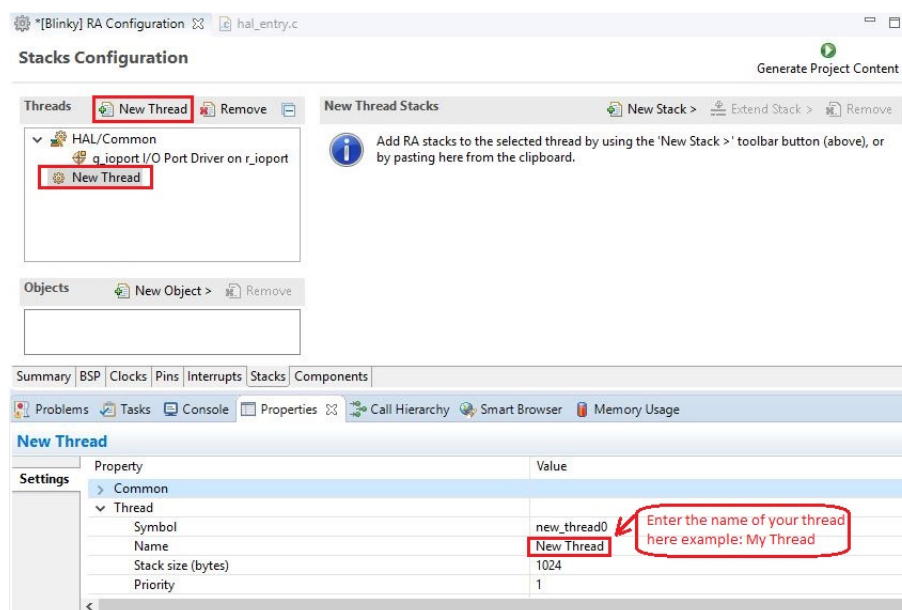 *[Blinky] RA Configuration
hal_entry.c
Stacks Configuration
Generate Project Content
Threads
New Thread
Remove
HAL/Common
g_ioport I/O Port Driver on r_ioport
New Thread
New Thread Stacks
New Stack >
Extend Stack >
Remove
Add RA stacks to the selected thread by using the 'New Stack >' toolbar button (above), or
by pasting here from the clipboard.
Objects
New Object >
Remove
Summary BSP Clocks Pins Interrupts Stacks Components
Problems Tasks Console Properties Call Hierarchy Smart Browser Memory Usage
New Thread
Settings
Property Value
Common
Thread
Symbol new_thread0
Name New Thread
Stack size (bytes) 1024
Priority 1
Enter the name of your thread
here example: My Thread